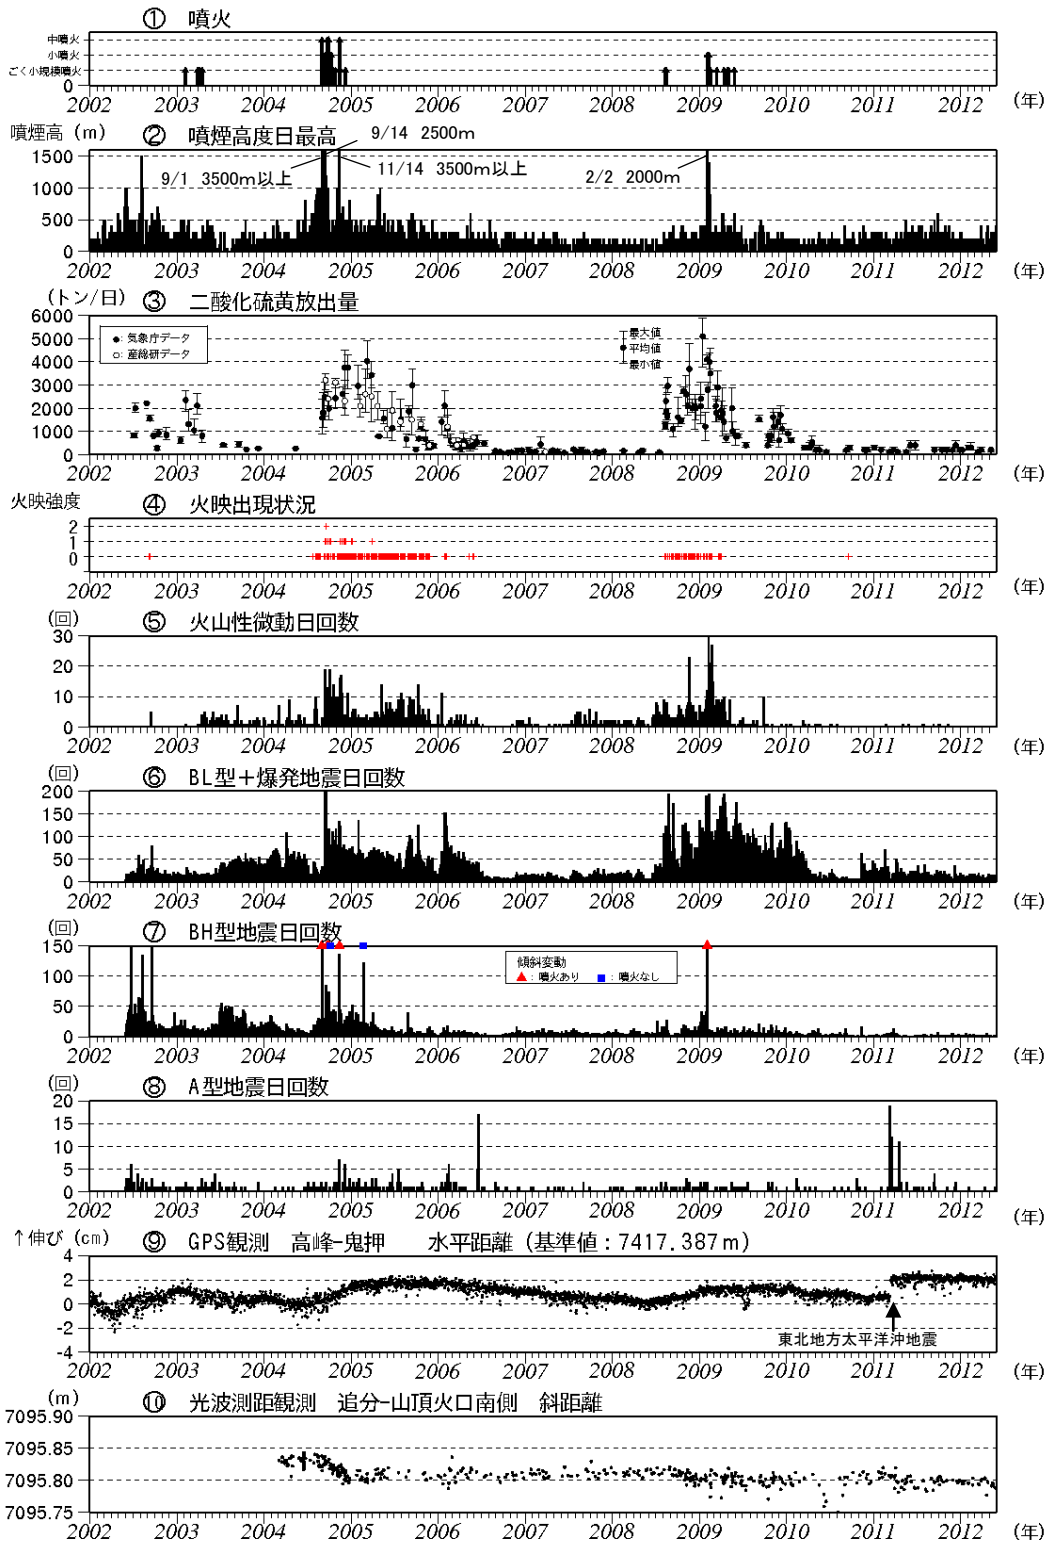 ① 噴火
中噴火
小噴火
ごく小規模噴火
0
2002 2003 2004 2005 2006 2007 2008 2009 2010 2011 2012 (年)
噴煙高 (m) ② 噴煙高度日最高
9/14 2500m
9/1 3500m以上
11/14 3500m以上
2/2 2000m
1500
1000
500
0
2002 2003 2004 2005 2006 2007 2008 2009 2010 2011 2012 (年)
(トン/日) ③ 二酸化硫黄放出量
6000
5000
4000
3000
2000
1000
0
●: 気象庁データ
○: 産総研データ
最大値
平均値
最小値
2002 2003 2004 2005 2006 2007 2008 2009 2010 2011 2012 (年)
火映強度 ④ 火映出現状況
2
1
0
2002 2003 2004 2005 2006 2007 2008 2009 2010 2011 2012 (年)
(回) ⑤ 火山性微動日回数
30
20
10
0
2002 2003 2004 2005 2006 2007 2008 2009 2010 2011 2012 (年)
(回) ⑥ BL型+爆発地震日回数
200
150
100
50
0
2002 2003 2004 2005 2006 2007 2008 2009 2010 2011 2012 (年)
(回) ⑦ BH型地震日回数
150
100
50
0
傾斜変動
▲: 噴火あり ■: 噴火なし
2002 2003 2004 2005 2006 2007 2008 2009 2010 2011 2012 (年)
(回) ⑧ A型地震日回数
20
15
10
5
0
2002 2003 2004 2005 2006 2007 2008 2009 2010 2011 2012 (年)
↑伸び (cm) ⑨ GPS観測 高峰-鬼押 水平距離 (基準値:7417.387m)
4
2
0
-2
-4
東北地方太平洋沖地震
2002 2003 2004 2005 2006 2007 2008 2009 2010 2011 2012 (年)
(m) ⑩ 光波測距観測 追分-山頂火口南側 斜距離
7095.90
7095.85
7095.80
7095.75
2002 2003 2004 2005 2006 2007 2008 2009 2010 2011 2012 (年)